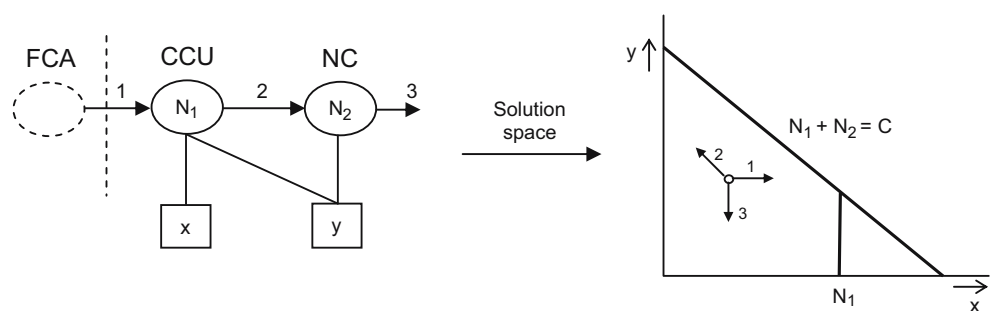 FCA CCU NC
1 2 3
N₁ N₂
x y
Solution
space
y
N₁ + N₂ = C
2 1
3
N₁
x